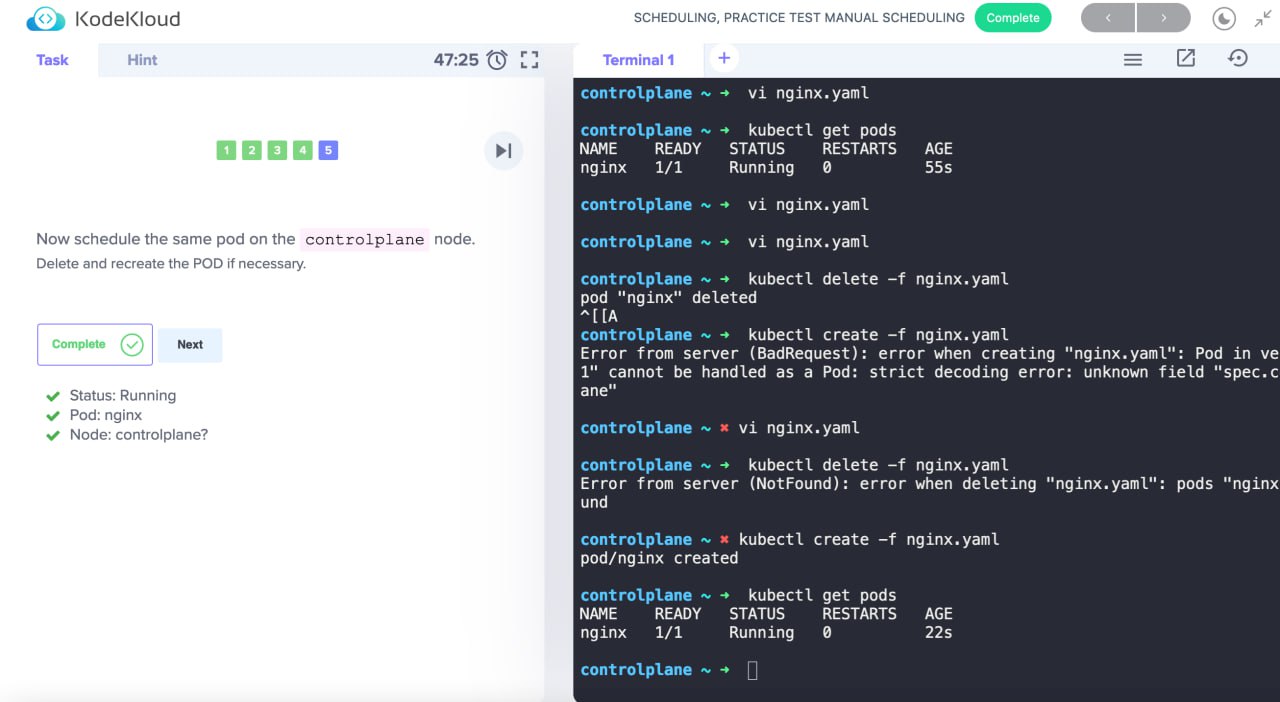 KodeKloud
SCHEDULING, PRACTICE TEST MANUAL SCHEDULING
Complete
Task
Hint
47:25
1 2 3 4 5
Now schedule the same pod on the controlplane node.
Delete and recreate the POD if necessary.
Complete
Next
Status: Running
Pod: nginx
Node: controlplane?
Terminal 1
+
controlplane ~ ➜ vi nginx.yaml
controlplane ~ ➜ kubectl get pods
NAME READY STATUS RESTARTS AGE
nginx 1/1 Running 0 55s
controlplane ~ ➜ vi nginx.yaml
controlplane ~ ➜ vi nginx.yaml
controlplane ~ ➜ kubectl delete -f nginx.yaml
pod "nginx" deleted
^[[A
controlplane ~ ➜ kubectl create -f nginx.yaml
Error from server (BadRequest): error when creating "nginx.yaml": Pod in ve
1" cannot be handled as a Pod: strict decoding error: unknown field "spec.c
ane"
controlplane ~ ✖ vi nginx.yaml
controlplane ~ ➜ kubectl delete -f nginx.yaml
Error from server (NotFound): error when deleting "nginx.yaml": pods "nginx
und
controlplane ~ ✖ kubectl create -f nginx.yaml
pod/nginx created
controlplane ~ ➜ kubectl get pods
NAME READY STATUS RESTARTS AGE
nginx 1/1 Running 0 22s
controlplane ~ ➜